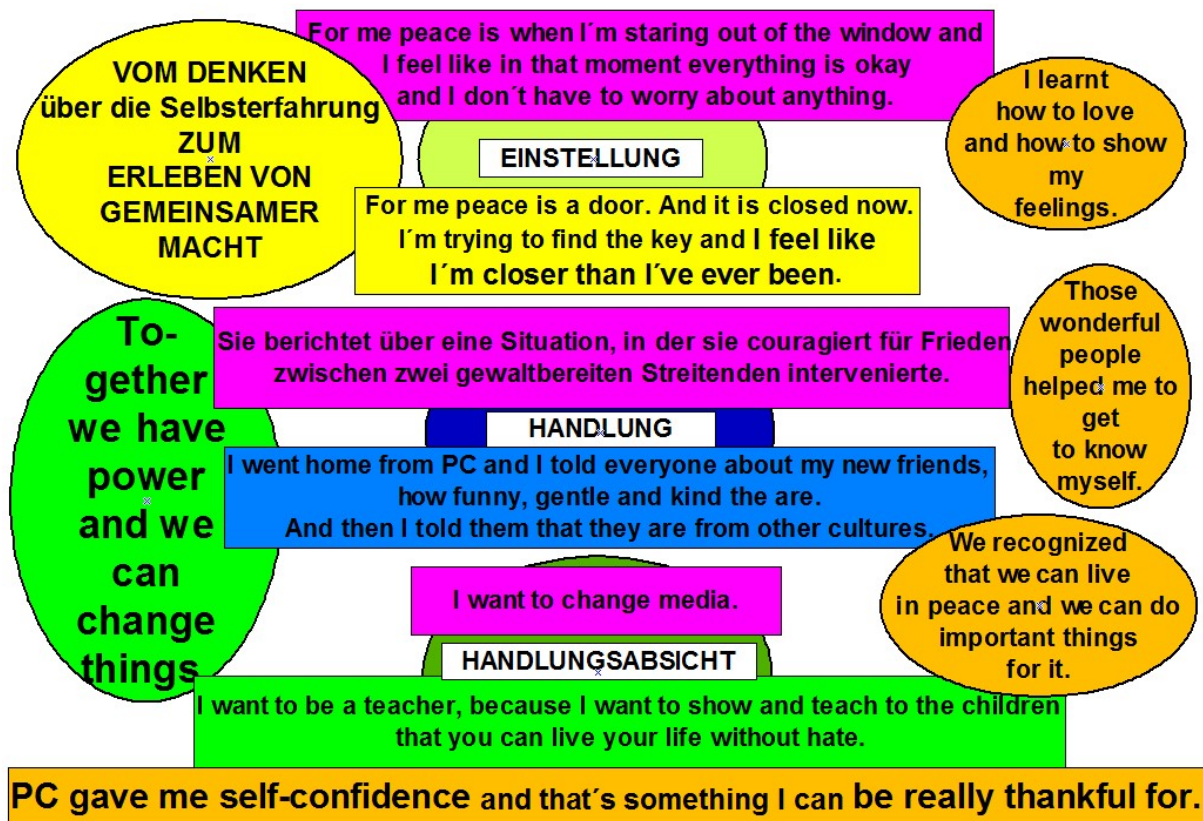 For me peace is when I´m staring out of the window and
I feel like in that moment everything is okay
and I don´t have to worry about anything.
VOM DENKEN
über die Selbsterfahrung
ZUM
ERLEBEN VON
GEMEINSAMER
MACHT
I learnt
how to love
and how to show
my
feelings.
EINSTELLUNG
For me peace is a door. And it is closed now.
I´m trying to find the key and I feel like
I´m closer than I´ve ever been.
To-
gether
we have
power
and we
can
change
things
Sie berichtet über eine Situation, in der sie couragiert für Frieden
zwischen zwei gewaltbereiten Streitenden intervenierte.
Those
wonderful
people
helped me to
get
to know
myself.
HANDLUNG
I went home from PC and I told everyone about my new friends,
how funny, gentle and kind the are.
And then I told them that they are from other cultures.
We recognized
that we can live
in peace and we can do
important things
for it.
I want to change media.
HANDLUNGSABSICHT
I want to be a teacher, because I want to show and teach to the children
that you can live your life without hate.
PC gave me self-confidence and that´s something I can be really thankful for.